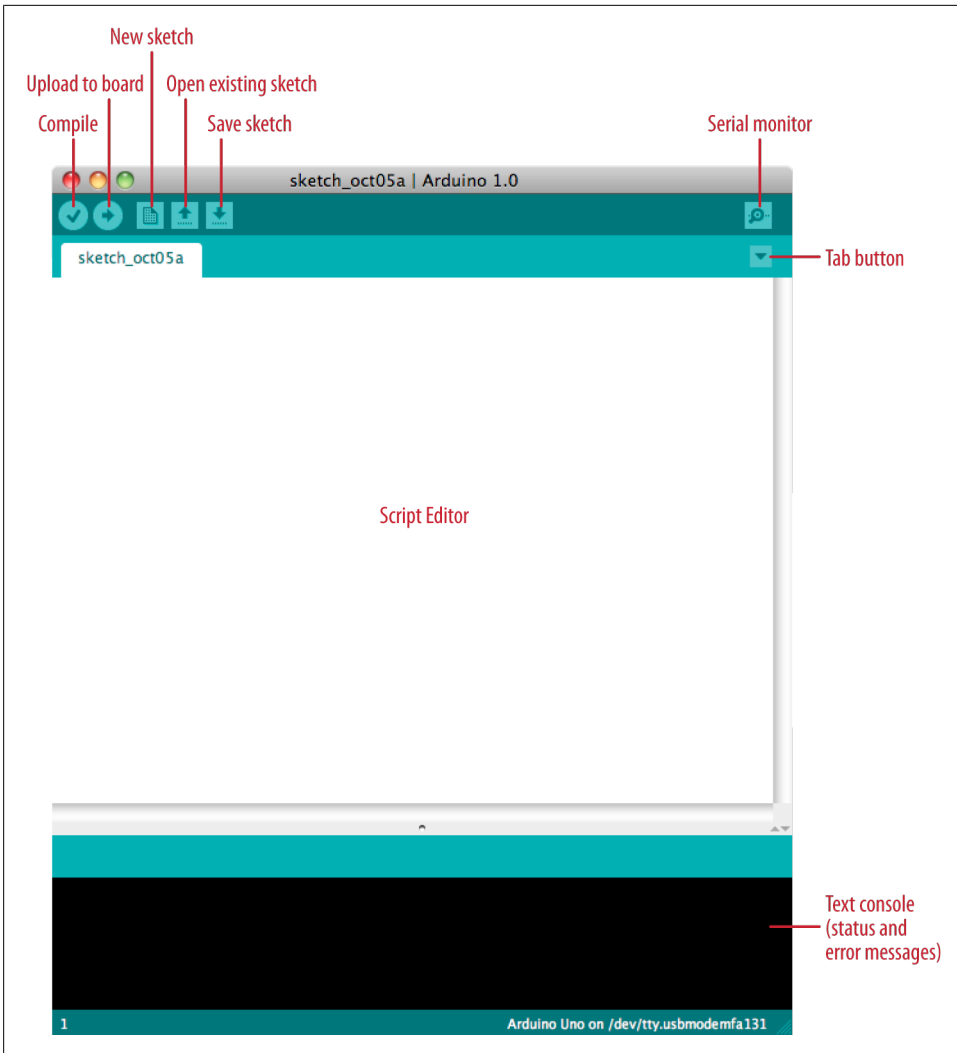 New sketch
Upload to board
Open existing sketch
Compile
Save sketch
Serial monitor
sketch_oct05a | Arduino 1.0
sketch_oct05a
Tab button
Script Editor
Text console
(status and
error messages)
1
Arduino Uno on /dev/tty.usbmodemfa131